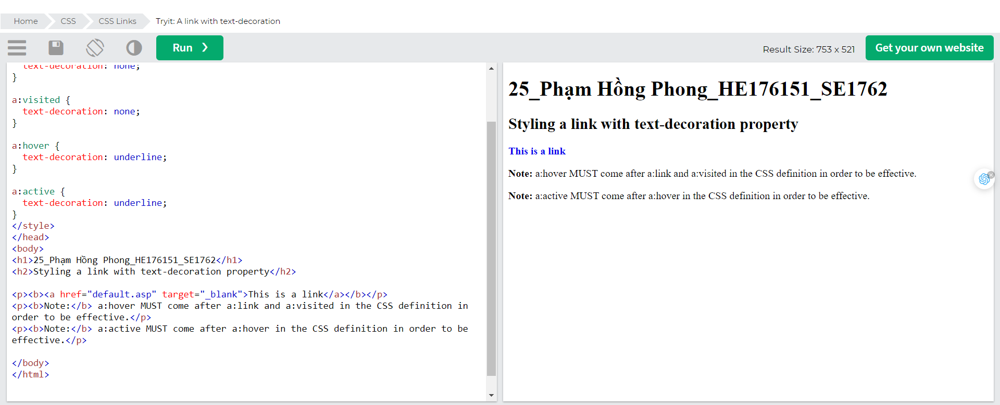 Home CSS CSS Links Tryit: A link with text-decoration
Run ❯ Result Size: 753 x 521 Get your own website
text-decoration: none;
}
a:visited {
text-decoration: none;
}
a:hover {
text-decoration: underline;
}
a:active {
text-decoration: underline;
}
</style>
</head>
<body>
<h1>25_Phạm Hồng Phong_HE176151_SE1762</h1>
<h2>Styling a link with text-decoration property</h2>
<p><b><a href="default.asp" target="_blank">This is a link</a></b></p>
<p><b>Note:</b> a:hover MUST come after a:link and a:visited in the CSS definition in
order to be effective.</p>
<p><b>Note:</b> a:active MUST come after a:hover in the CSS definition in order to be
effective.</p>
</body>
</html>
25_Phạm Hồng Phong_HE176151_SE1762
Styling a link with text-decoration property
This is a link
Note: a:hover MUST come after a:link and a:visited in the CSS definition in order to be effective.
Note: a:active MUST come after a:hover in the CSS definition in order to be effective.